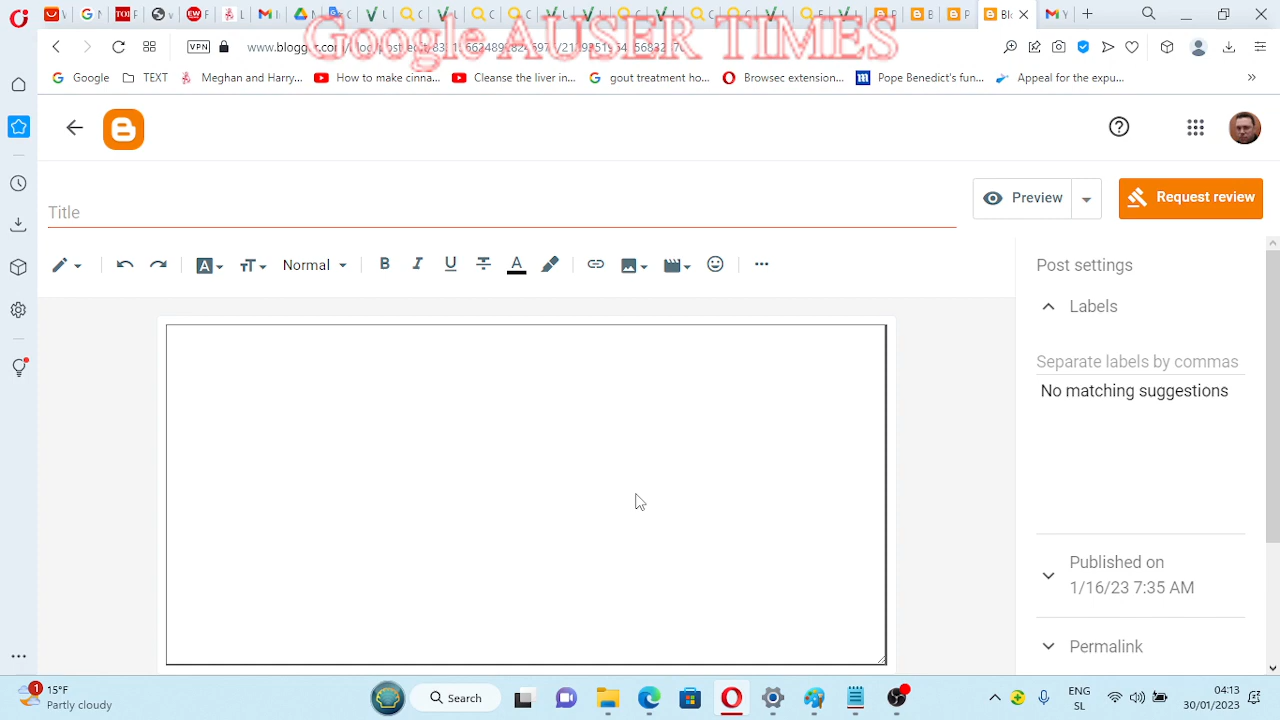 Google AUSER TIMES
VPN
Google
TEXT
Meghan and Harry...
How to make cinna...
Cleanse the liver in...
gout treatment ho...
Browsec extension...
Pope Benedict's fun...
Appeal for the expu...
Title
Preview
Request review
Normal
Post settings
Labels
Separate labels by commas
No matching suggestions
Published on
1/16/23 7:35 AM
Permalink
1
15°F
Partly cloudy
Search
ENG
SL
04:13
30/01/2023